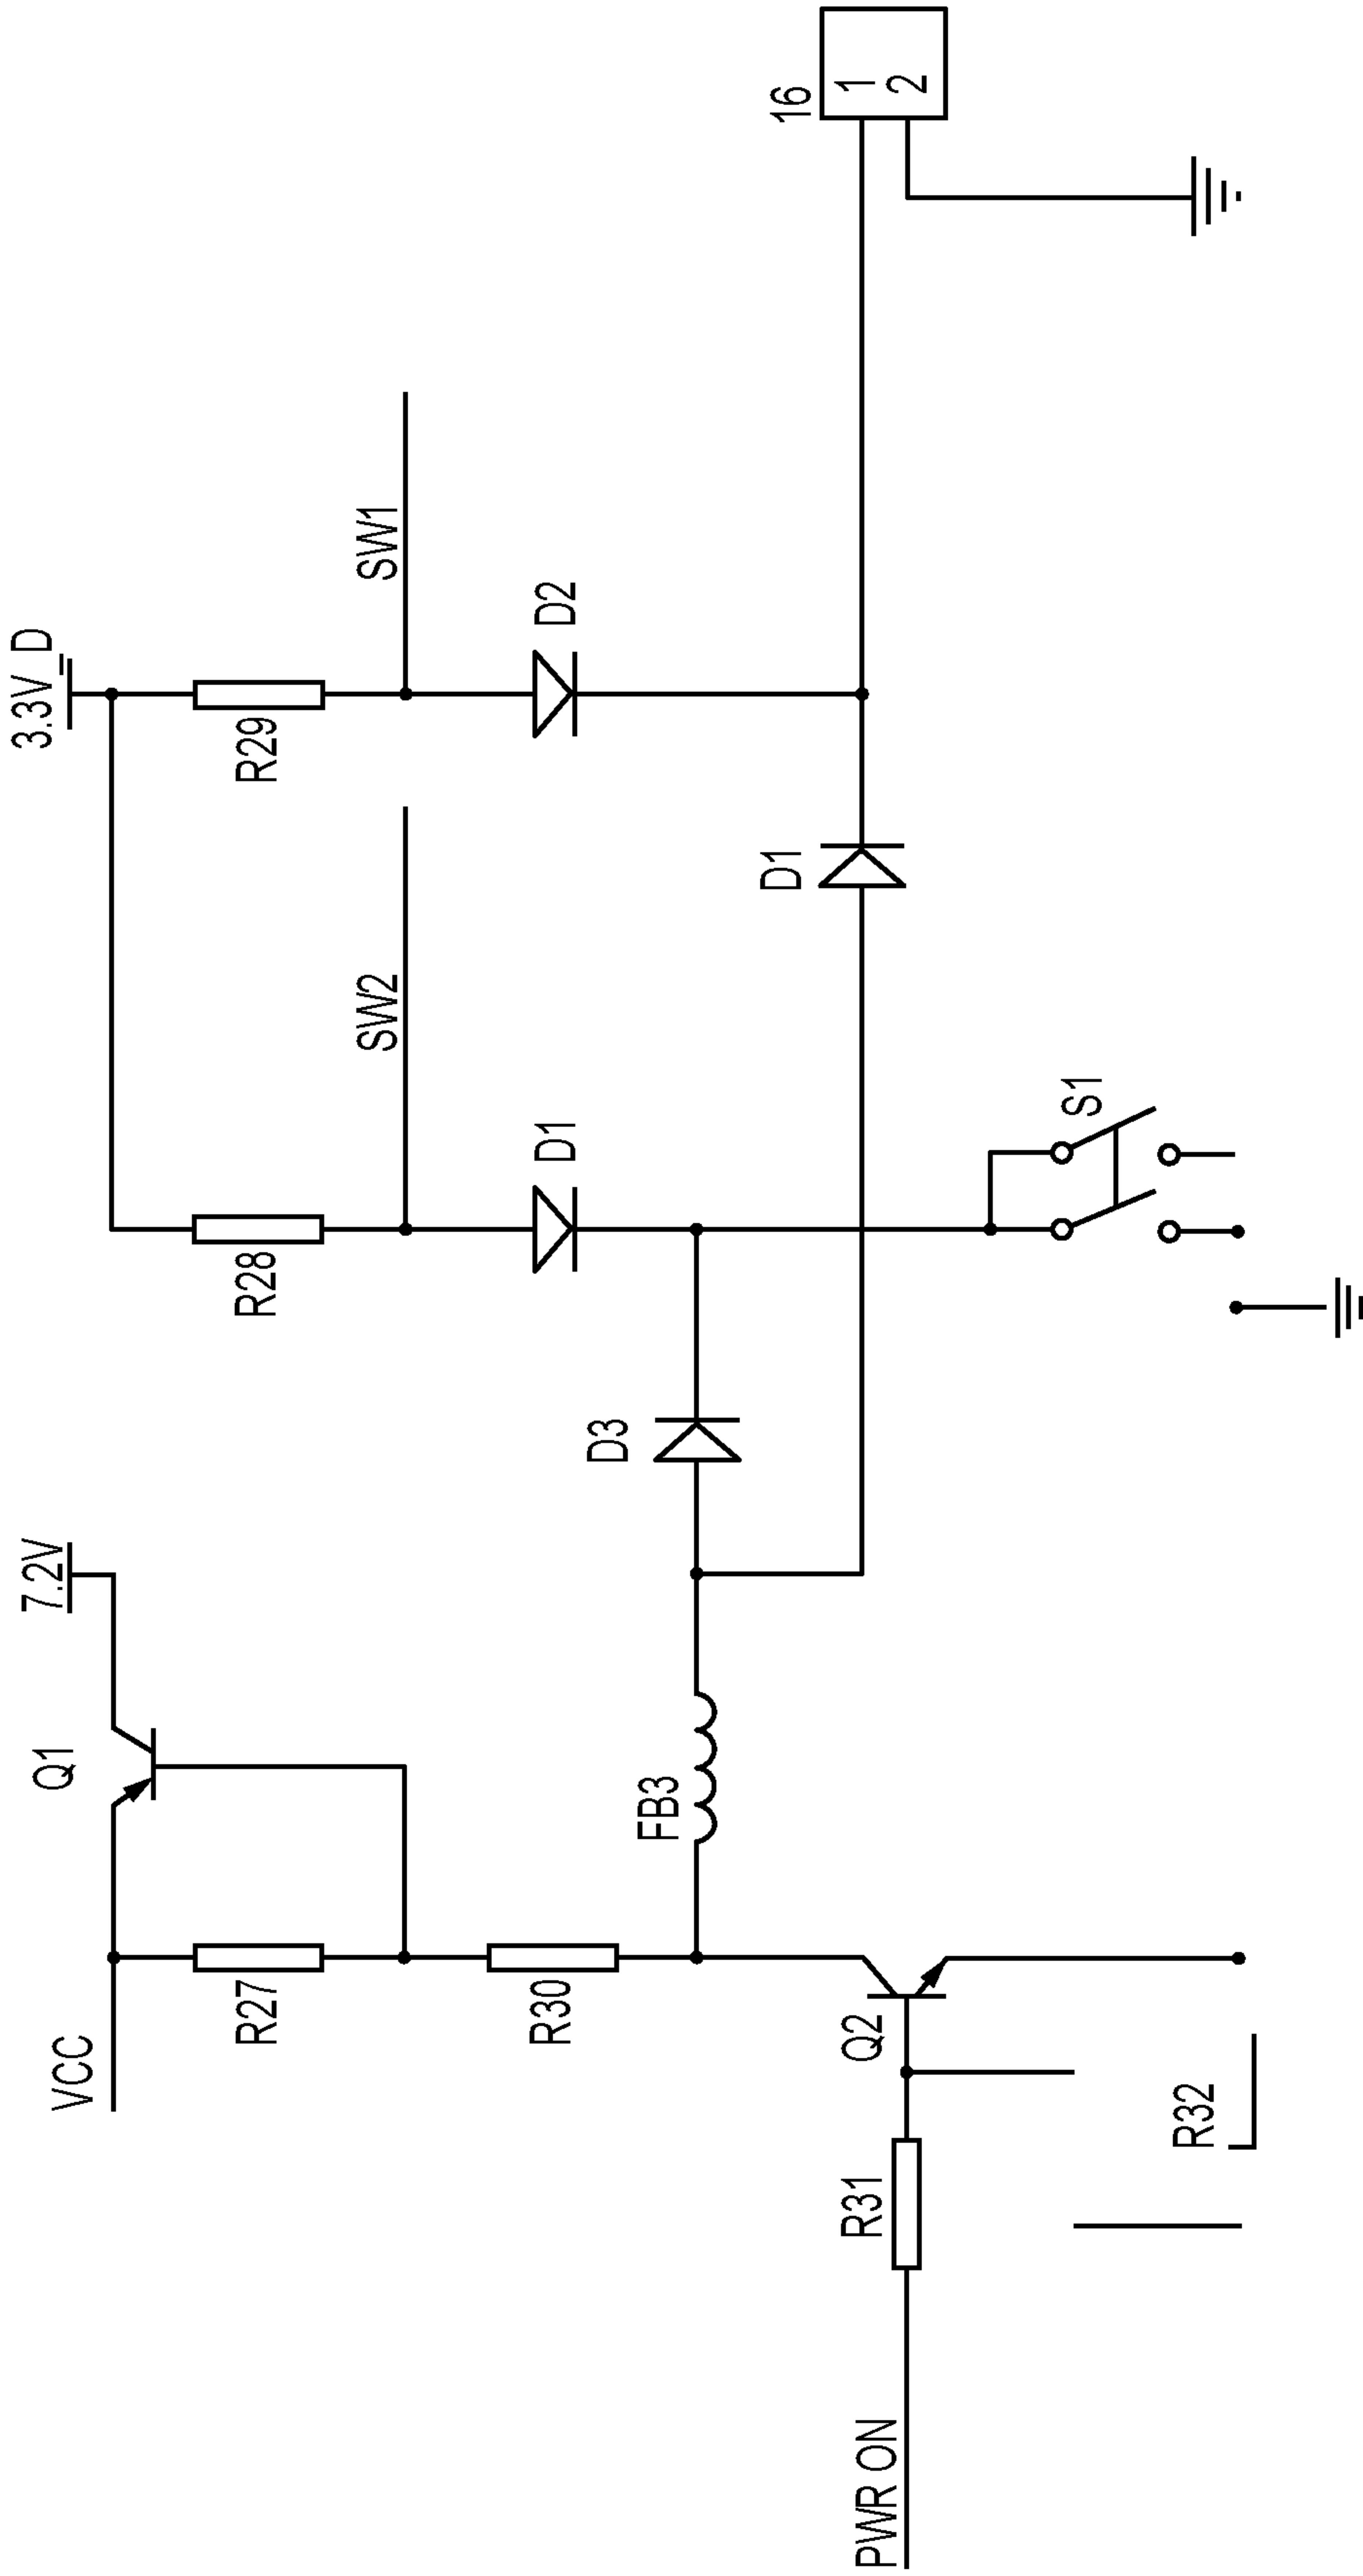 VCC
Q1
7.2V
3.3V_D
R27
R28
R29
SW2
SW1
R30
FB3
D3
D1
D2
PWR ON
R31
Q2
D1
16
1
2
R32
S1